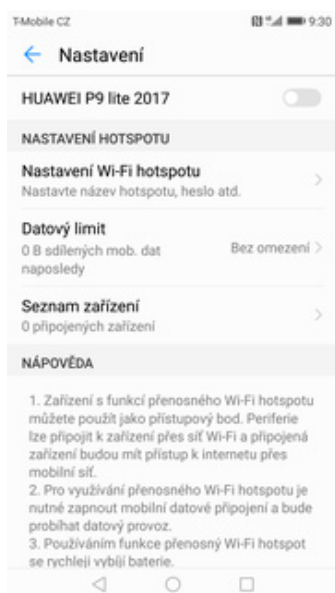 T-Mobile CZ 9:30
Nastavení
HUAWEI P9 lite 2017
NASTAVENÍ HOTSPOTU
Nastavení Wi-Fi hotspotu
Nastavte název hotspotu, heslo atd.
Datový limit
0 B sdílených mob. dat
naposledy
Bez omezení
Seznam zařízení
0 připojených zařízení
NÁPOVĚDA
1. Zařízení s funkcí přenosného Wi-Fi hotspotu
můžete použít jako přístupový bod. Periferie
lze připojit k zařízení přes síť Wi-Fi a připojená
zařízení budou mít přístup k internetu přes
mobilní síť.
2. Pro využívání přenosného Wi-Fi hotspotu je
nutné zapnout mobilní datové připojení a bude
probíhat datový provoz.
3. Používáním funkce přenosný Wi-Fi hotspot
se rychleji vybíjí baterie.